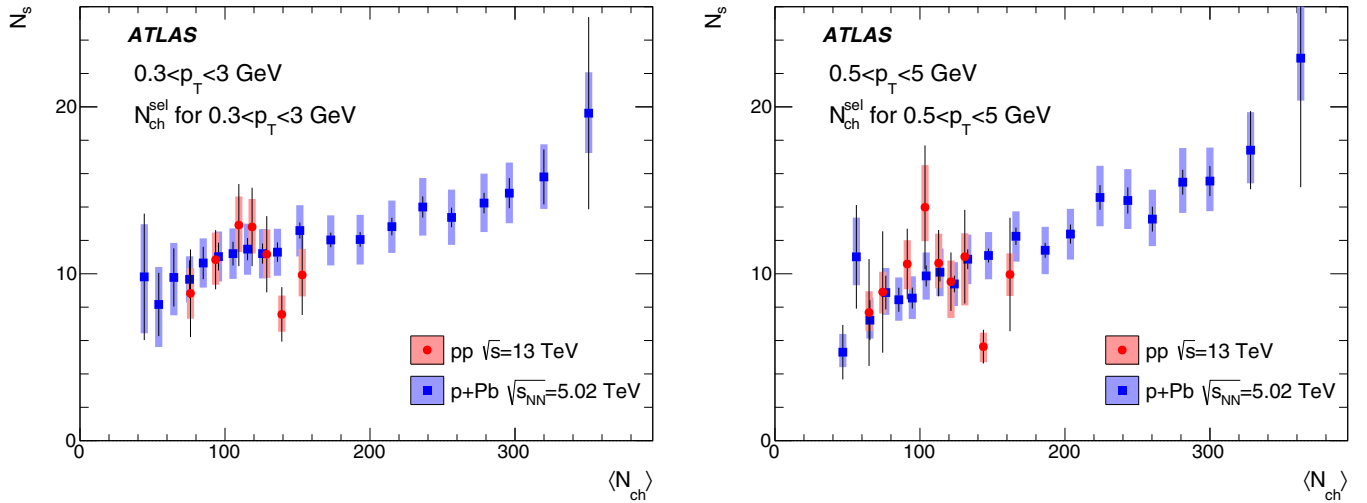 N_s
ATLAS
0.3<p_T<3 GeV
N_ch^sel for 0.3<p_T<3 GeV
20
10
0
pp √s=13 TeV
p+Pb √s_NN=5.02 TeV
0 100 200 300
⟨N_ch⟩
N_s
ATLAS
0.5<p_T<5 GeV
N_ch^sel for 0.5<p_T<5 GeV
20
10
0
pp √s=13 TeV
p+Pb √s_NN=5.02 TeV
0 100 200 300
⟨N_ch⟩